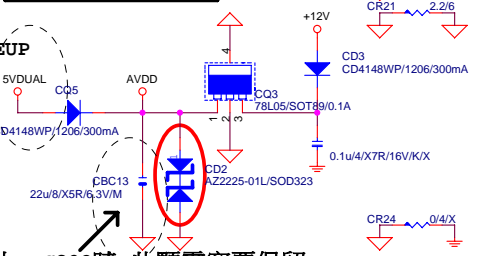 CR21
2.2/6
+12V
EUP
4
5VDUAL
CQ5
AVDD
CD3
CD4148WP/1206/300mA
CQ3
78L05/SOT89/0.1A
1
2
3
D4148WP/1206/300mA
0.1u/4/X7R/16V/K/X
CD2
AZ2225-01L/SOD323
CBC13
22u/8/X5R/6.3V/M
CR24
0/4/X